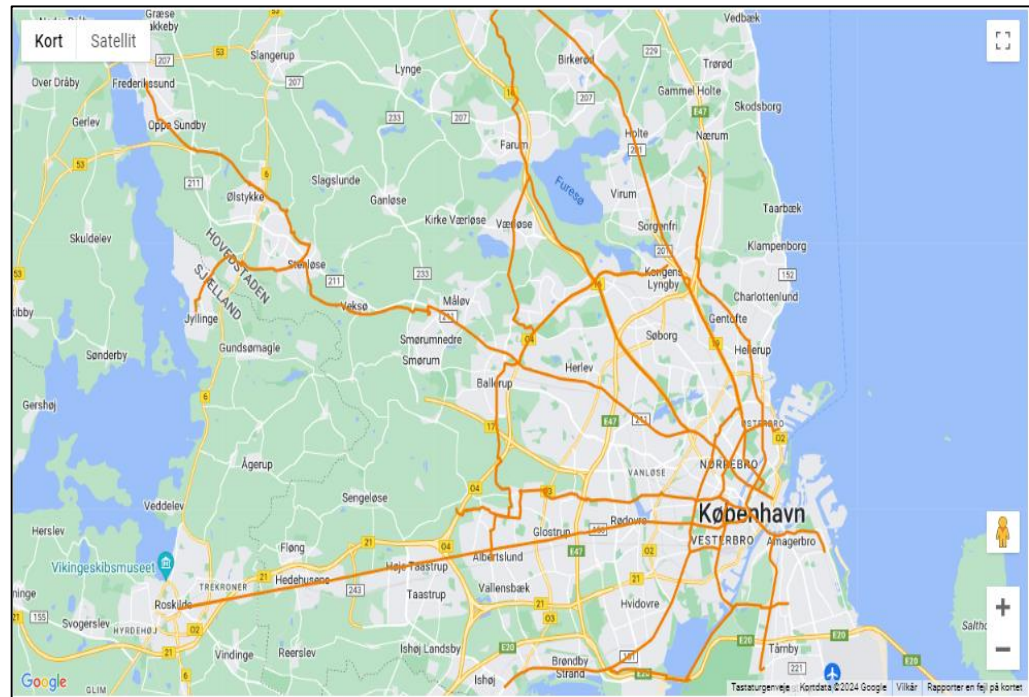 Kort
Satellit
Græse
Vedbæk
Over Dråby
Frederikssund
Slangerup
Lynge
Birkerød
Trørød
Gammel Holte
Skodsborg
Gerlev
Oppe Sundby
Holte
Nærum
Farum
Furesø
Ølstykke
Slagslunde
Ganløse
Kirke Værløse
Værløse
Virum
Sorgenfri
Taarbæk
Skuldelev
HOVEDSTADEN
SJÆLLAND
Stenløse
Klampenborg
Kongens
Lyngby
Veksø
Måløv
Charlottenlund
Jyllinge
Smørumnedre
Gentofte
Sønderby
Gundsømagle
Smørum
Søborg
Hellerup
Herlev
Ballerup
Gershøj
ØSTERBRO
Ågerup
VANLØSE
NØRREBRO
Veddelev
Sengeløse
København
Herslev
Glostrup
Rødovre
VESTERBRO
Amagerbro
Fløng
Vikingeskibsmuseet
Albertslund
TREKRONER
Hedehusene
Høje Taastrup
Vallensbæk
Taastrup
Roskilde
Hvidovre
Svogerslev
HYRDEHØJ
Vindinge
Reerslev
Ishøj Landsby
Brøndby
Strand
Ishøj
Tårnby
GLIM
Google
Tastaturgenveje
Kortdata ©2024 Google
Vilkår
Rapporter en fejl på kortet